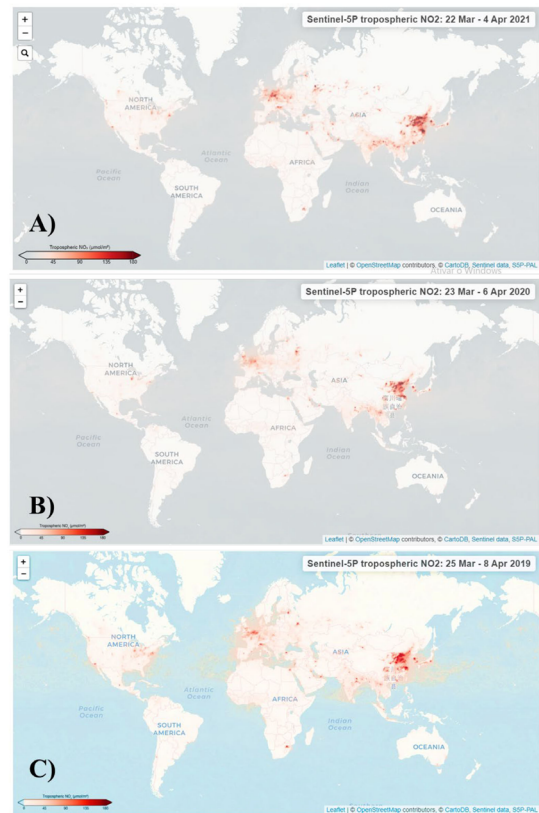 +
−
Sentinel-5P tropospheric NO2: 22 Mar - 4 Apr 2021
NORTH
AMERICA
ASIA
Atlantic
Ocean
Pacific
Ocean
AFRICA
Indian
Ocean
SOUTH
AMERICA
OCEANIA
A)
Tropospheric NO₂ (μmol/m²)
0 45 90 135 180
Leaflet | © OpenStreetMap contributors, © CartoDB, Sentinel data, S5P-PAL
Ativar o Windows
+
−
Sentinel-5P tropospheric NO2: 23 Mar - 6 Apr 2020
NORTH
AMERICA
ASIA
Atlantic
Ocean
Pacific
Ocean
AFRICA
Indian
Ocean
SOUTH
AMERICA
OCEANIA
B)
Leaflet | © OpenStreetMap contributors, © CartoDB, Sentinel data, S5P-PAL
+
−
Sentinel-5P tropospheric NO2: 25 Mar - 8 Apr 2019
NORTH
AMERICA
ASIA
Atlantic
Ocean
Pacific
Ocean
AFRICA
Indian
Ocean
SOUTH
AMERICA
OCEANIA
C)
Leaflet | © OpenStreetMap contributors, © CartoDB, Sentinel data, S5P-PAL